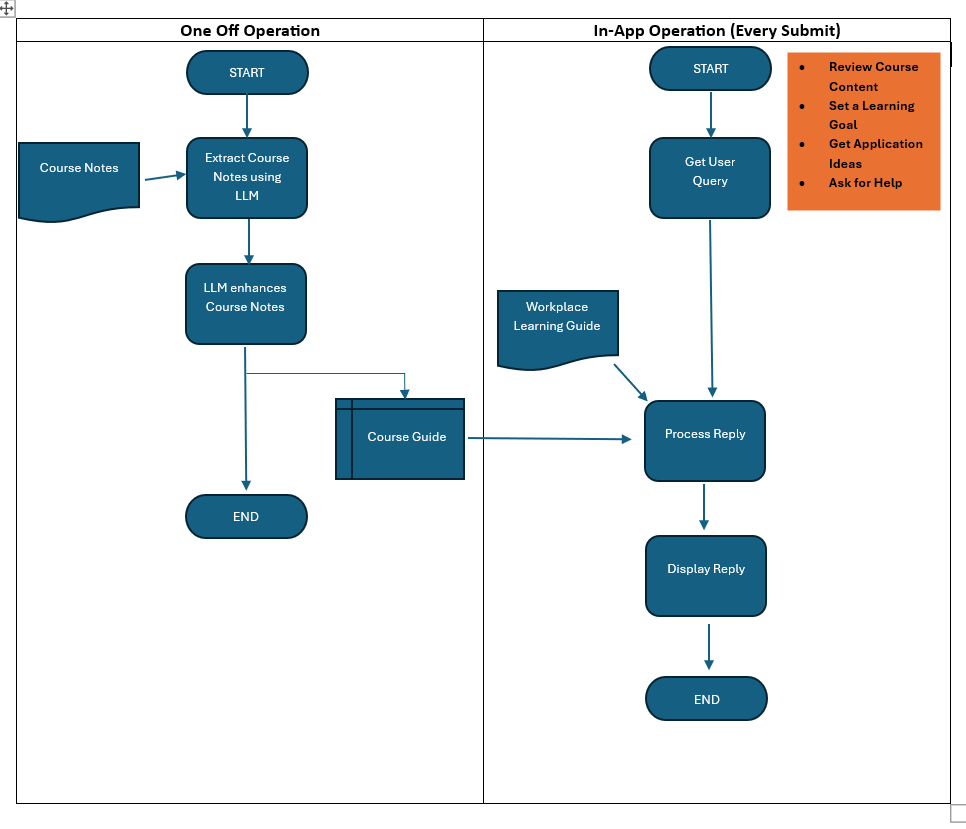 One Off Operation
In-App Operation (Every Submit)
START
Course Notes
Extract Course
Notes using
LLM
LLM enhances
Course Notes
Course Guide
END
START
• Review Course
Content
• Set a Learning
Goal
• Get Application
Ideas
• Ask for Help
Get User
Query
Workplace
Learning Guide
Process Reply
Display Reply
END